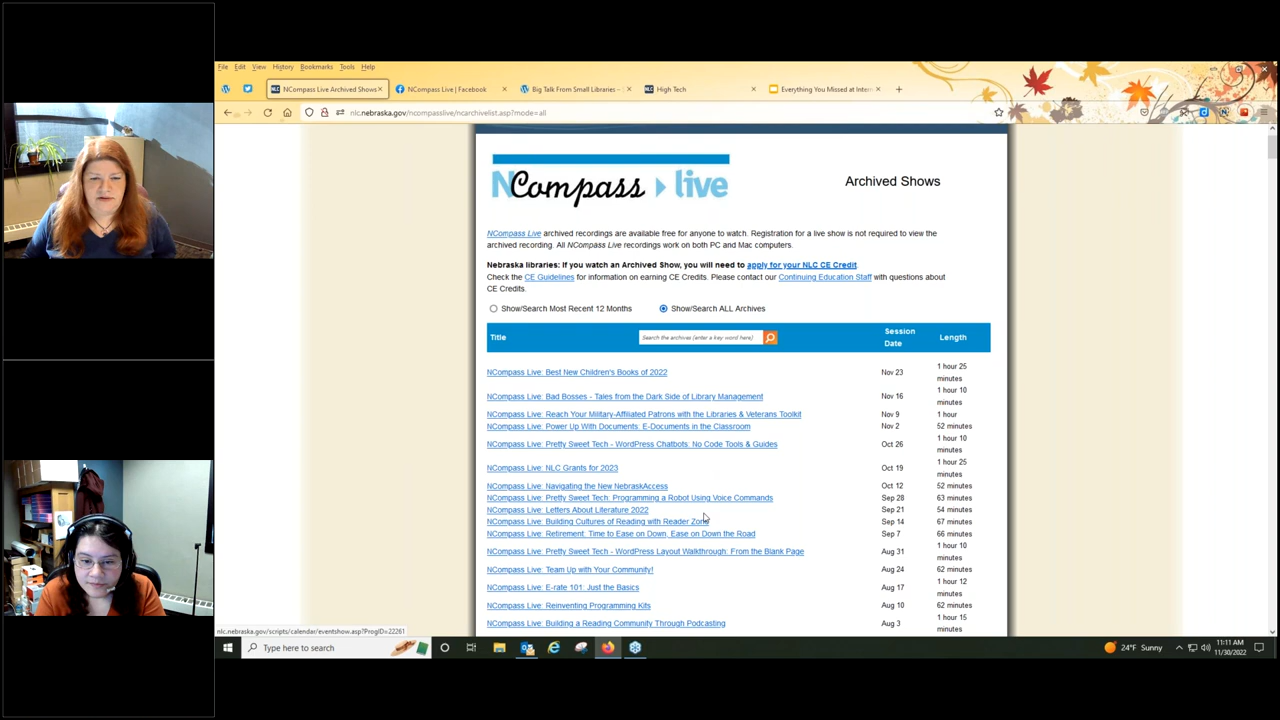 File Edit View History Bookmarks Tools Help
NCompass Live Archived Shows
NCompass Live | Facebook
Big Talk From Small Libraries –
High Tech
Everything You Missed at Inter
nlc.nebraska.gov/ncompasslive/ncarchivelist.asp?mode=all
NCompass live
Archived Shows
NCompass Live archived recordings are available free for anyone to watch. Registration for a live show is not required to view the
archived recording. All NCompass Live recordings work on both PC and Mac computers.
Nebraska libraries: If you watch an Archived Show, you will need to apply for your NLC CE Credit
Check the CE Guidelines for information on earning CE Credits. Please contact our Continuing Education Staff with questions about
CE Credits.
Show/Search Most Recent 12 Months Show/Search ALL Archives
Title Search the archives (enter a key word here) Session Date Length
NCompass Live: Best New Children's Books of 2022 Nov 23 1 hour 25 minutes
NCompass Live: Bad Bosses - Tales from the Dark Side of Library Management Nov 16 1 hour 10 minutes
NCompass Live: Reach Your Military-Affiliated Patrons with the Libraries & Veterans Toolkit Nov 9 1 hour
NCompass Live: Power Up With Documents: E-Documents in the Classroom Nov 2 52 minutes
NCompass Live: Pretty Sweet Tech - WordPress Chatbots: No Code Tools & Guides Oct 26 1 hour 10 minutes
NCompass Live: NLC Grants for 2023 Oct 19 1 hour 25 minutes
NCompass Live: Navigating the New NebraskAccess Oct 12 52 minutes
NCompass Live: Pretty Sweet Tech: Programming a Robot Using Voice Commands Sep 28 63 minutes
NCompass Live: Letters About Literature 2022 Sep 21 54 minutes
NCompass Live: Building Cultures of Reading with Reader Zone Sep 14 67 minutes
NCompass Live: Retirement: Time to Ease on Down, Ease on Down the Road Sep 7 66 minutes
NCompass Live: Pretty Sweet Tech - WordPress Layout Walkthrough: From the Blank Page Aug 31 1 hour 10 minutes
NCompass Live: Team Up with Your Community! Aug 24 62 minutes
NCompass Live: E-rate 101: Just the Basics Aug 17 1 hour 12 minutes
NCompass Live: Reinventing Programming Kits Aug 10 62 minutes
NCompass Live: Building a Reading Community Through Podcasting Aug 3 1 hour 15 minutes
nlc.nebraska.gov/scripts/calendar/eventshow.asp?ProgID=22261
Type here to search
24°F Sunny
11:11 AM
11/30/2022